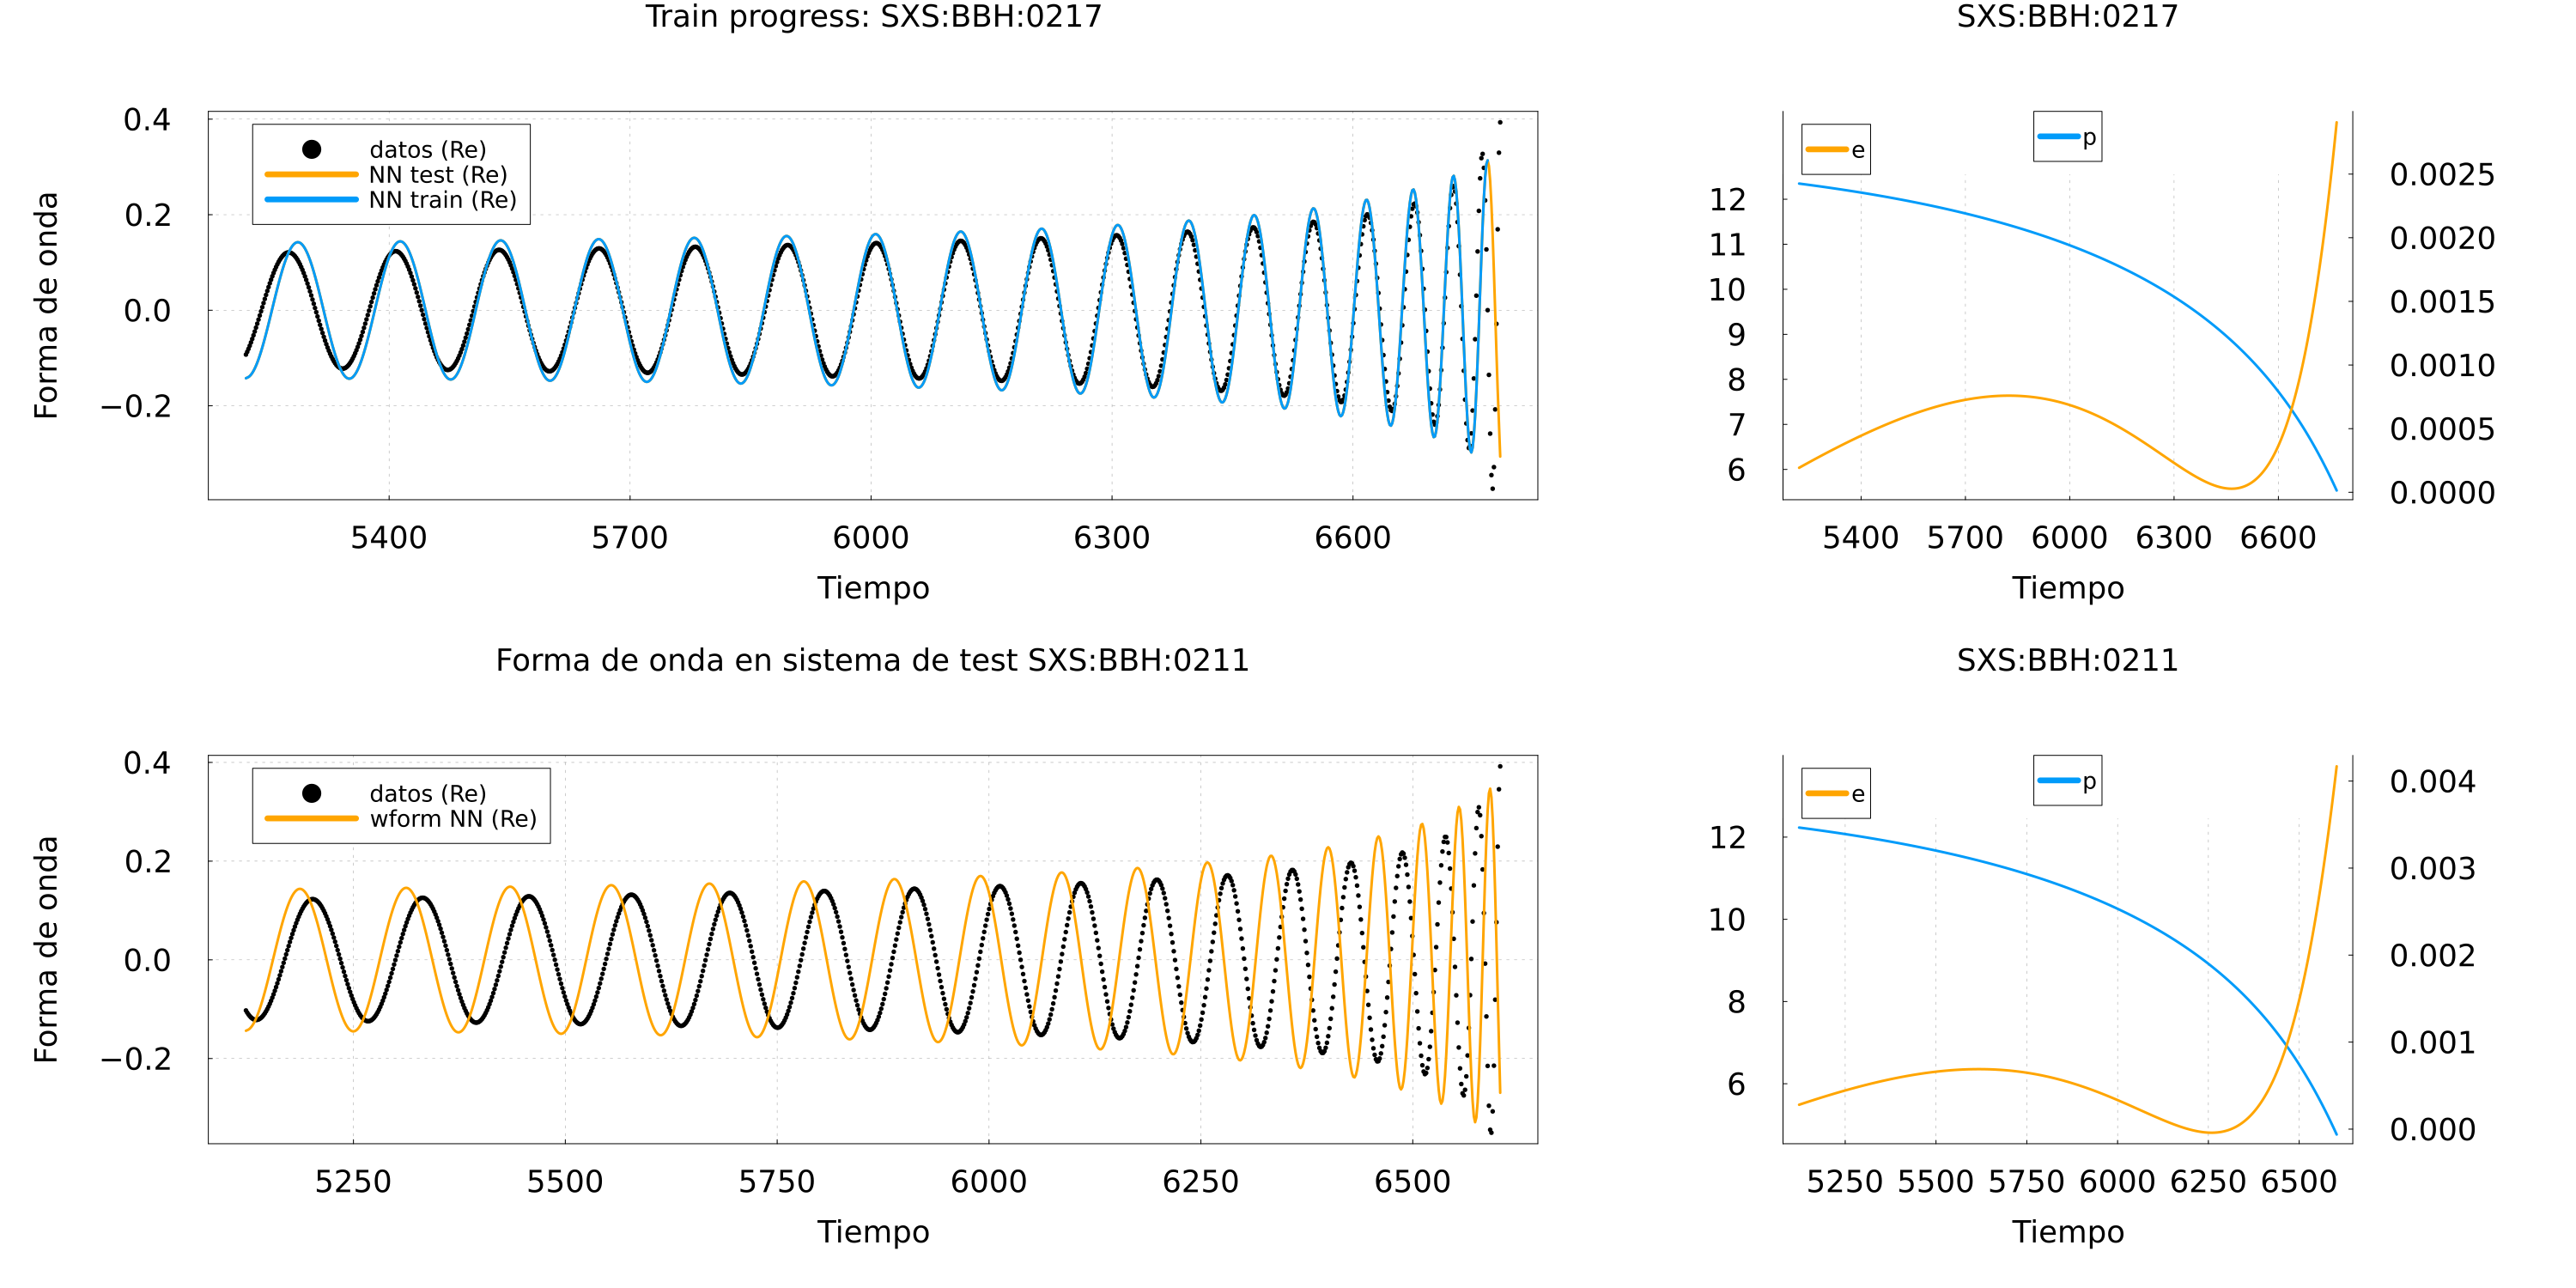 Train progress: SXS:BBH:0217
Forma de onda
0.4
0.2
0.0
−0.2
datos (Re)
NN test (Re)
NN train (Re)
5400 5700 6000 6300 6600
Tiempo
SXS:BBH:0217
e
p
12
11
10
9
8
7
6
0.0025
0.0020
0.0015
0.0010
0.0005
0.0000
5400 5700 6000 6300 6600
Tiempo
Forma de onda en sistema de test SXS:BBH:0211
Forma de onda
0.4
0.2
0.0
−0.2
datos (Re)
wform NN (Re)
5250 5500 5750 6000 6250 6500
Tiempo
SXS:BBH:0211
e
p
12
10
8
6
0.004
0.003
0.002
0.001
0.000
5250 5500 5750 6000 6250 6500
Tiempo